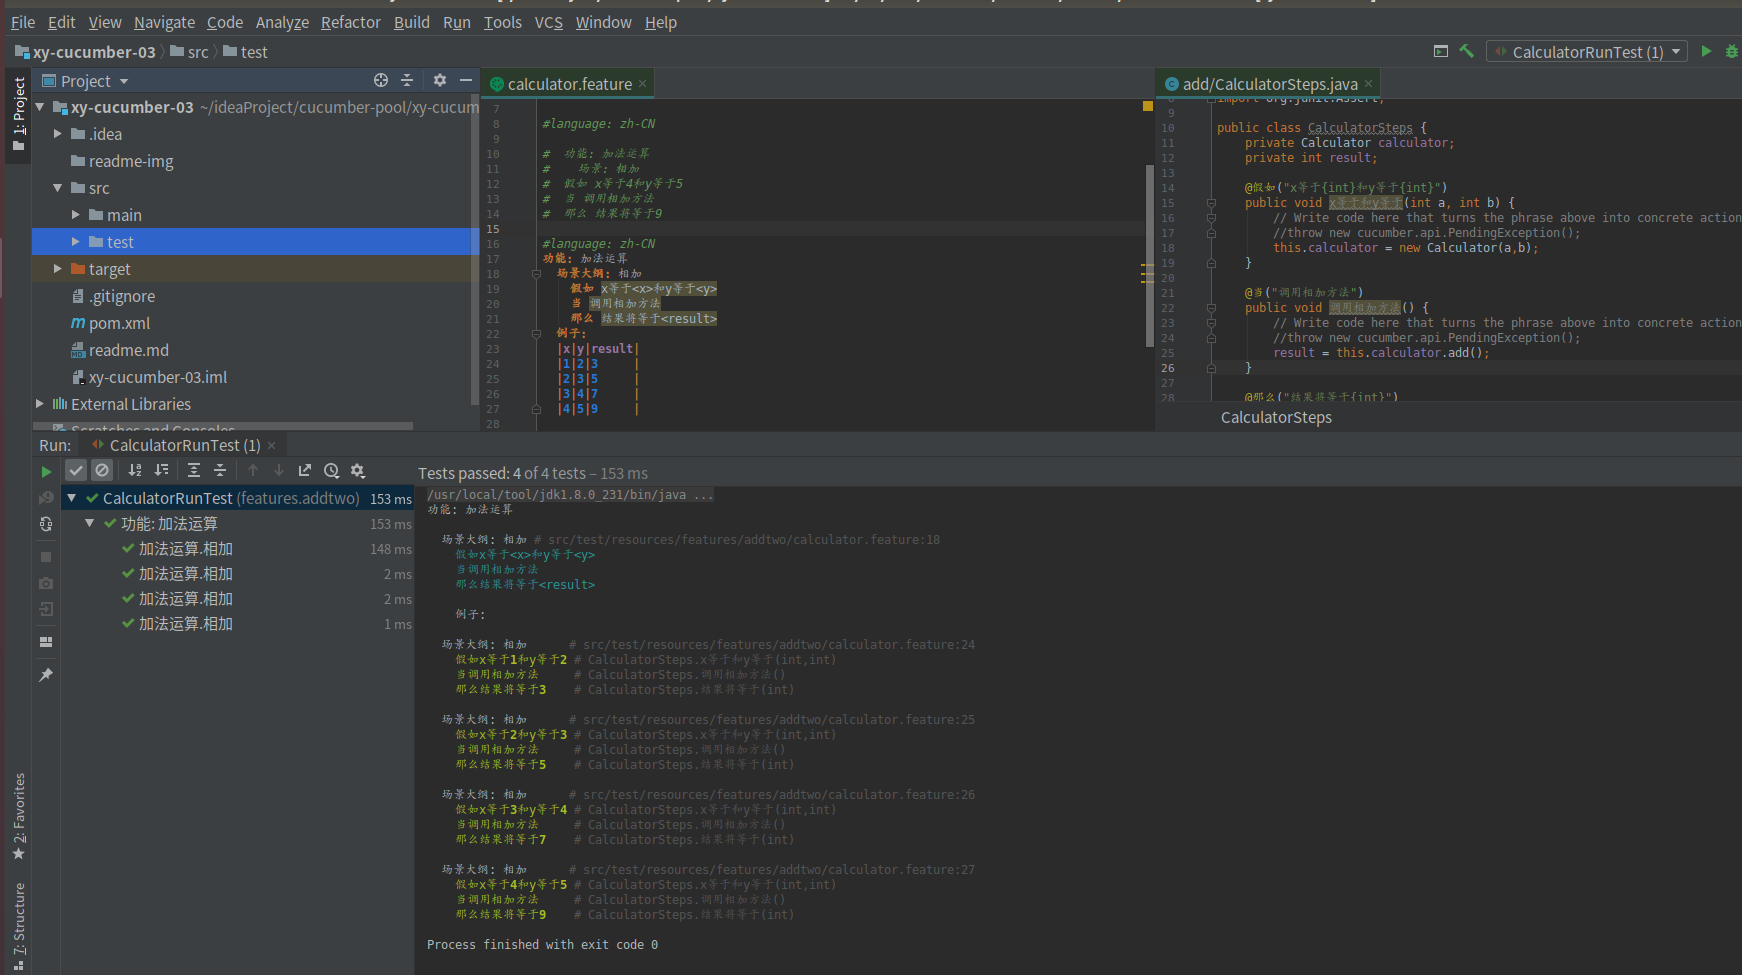 File Edit View Navigate Code Analyze Refactor Build Run Tools VCS Window Help
xy-cucumber-03 src test
CalculatorRunTest (1)
1: Project
Project
xy-cucumber-03 ~/ideaProject/cucumber-pool/xy-cucum
.idea
readme-img
src
main
test
target
.gitignore
pom.xml
readme.md
xy-cucumber-03.iml
External Libraries
Scratches and Consoles
calculator.feature
7
8 #language: zh-CN
9
10 # 功能: 加法运算
11 # 场景: 相加
12 # 假如 x等于4和y等于5
13 # 当 调用相加方法
14 # 那么 结果将等于9
15
16 #language: zh-CN
17 功能: 加法运算
18 场景大纲: 相加
19 假如 x等于<x>和y等于<y>
20 当 调用相加方法
21 那么 结果将等于<result>
22 例子:
23 |x|y|result|
24 |1|2|3 |
25 |2|3|5 |
26 |3|4|7 |
27 |4|5|9 |
28
add/CalculatorSteps.java
8 import org.junit.Assert;
9
10 public class CalculatorSteps {
11 private Calculator calculator;
12 private int result;
13
14 @假如("x等于{int}和y等于{int}")
15 public void x等于和y等于(int a, int b) {
16 // Write code here that turns the phrase above into concrete action
17 //throw new cucumber.api.PendingException();
18 this.calculator = new Calculator(a,b);
19 }
20
21 @当("调用相加方法")
22 public void 调用相加方法() {
23 // Write code here that turns the phrase above into concrete action
24 //throw new cucumber.api.PendingException();
25 result = this.calculator.add();
26 }
27
28 @那么("结果将等于{int}")
CalculatorSteps
Run: CalculatorRunTest (1)
Tests passed: 4 of 4 tests – 153 ms
CalculatorRunTest (features.addtwo) 153 ms
功能: 加法运算 153 ms
加法运算.相加 148 ms
加法运算.相加 2 ms
加法运算.相加 2 ms
加法运算.相加 1 ms
/usr/local/tool/jdk1.8.0_231/bin/java ...
功能: 加法运算
场景大纲: 相加 # src/test/resources/features/addtwo/calculator.feature:18
假如x等于<x>和y等于<y>
当调用相加方法
那么结果将等于<result>
例子:
场景大纲: 相加 # src/test/resources/features/addtwo/calculator.feature:24
假如x等于1和y等于2 # CalculatorSteps.x等于和y等于(int,int)
当调用相加方法 # CalculatorSteps.调用相加方法()
那么结果将等于3 # CalculatorSteps.结果将等于(int)
场景大纲: 相加 # src/test/resources/features/addtwo/calculator.feature:25
假如x等于2和y等于3 # CalculatorSteps.x等于和y等于(int,int)
当调用相加方法 # CalculatorSteps.调用相加方法()
那么结果将等于5 # CalculatorSteps.结果将等于(int)
场景大纲: 相加 # src/test/resources/features/addtwo/calculator.feature:26
假如x等于3和y等于4 # CalculatorSteps.x等于和y等于(int,int)
当调用相加方法 # CalculatorSteps.调用相加方法()
那么结果将等于7 # CalculatorSteps.结果将等于(int)
场景大纲: 相加 # src/test/resources/features/addtwo/calculator.feature:27
假如x等于4和y等于5 # CalculatorSteps.x等于和y等于(int,int)
当调用相加方法 # CalculatorSteps.调用相加方法()
那么结果将等于9 # CalculatorSteps.结果将等于(int)
Process finished with exit code 0
2: Favorites
7: Structure